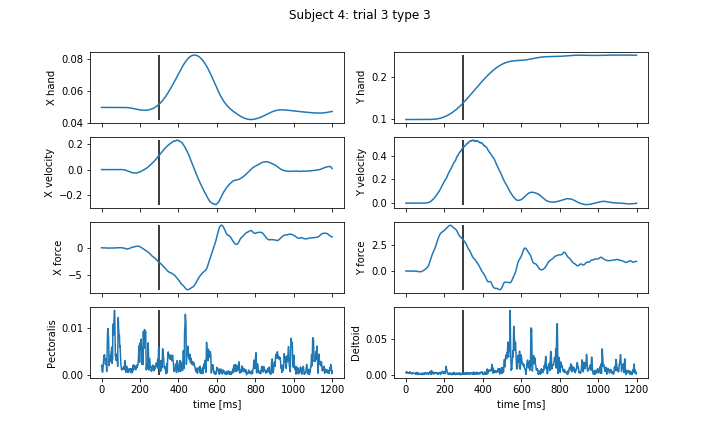 Subject 4: trial 3 type 3
X hand
0.08
0.06
0.04
Y hand
0.2
0.1
X velocity
0.2
0.0
−0.2
Y velocity
0.4
0.2
0.0
X force
0
−5
Y force
2.5
0.0
Pectoralis
0.01
0.00
0 200 400 600 800 1000 1200
time [ms]
Deltoid
0.05
0.00
0 200 400 600 800 1000 1200
time [ms]